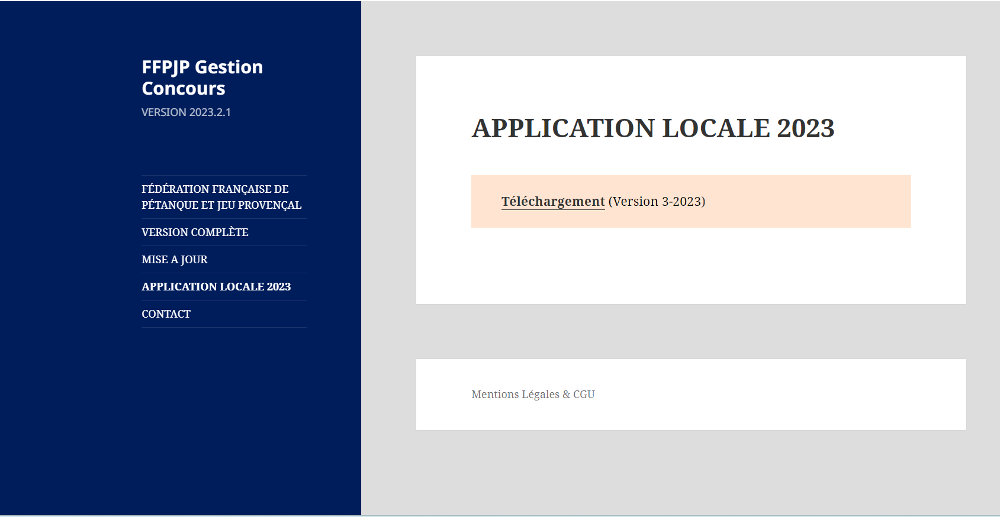 FFPJP Gestion
Concours
VERSION 2023.2.1
FÉDÉRATION FRANÇAISE DE
PÉTANQUE ET JEU PROVENÇAL
VERSION COMPLÈTE
MISE A JOUR
APPLICATION LOCALE 2023
CONTACT
APPLICATION LOCALE 2023
Téléchargement (Version 3-2023)
Mentions Légales & CGU